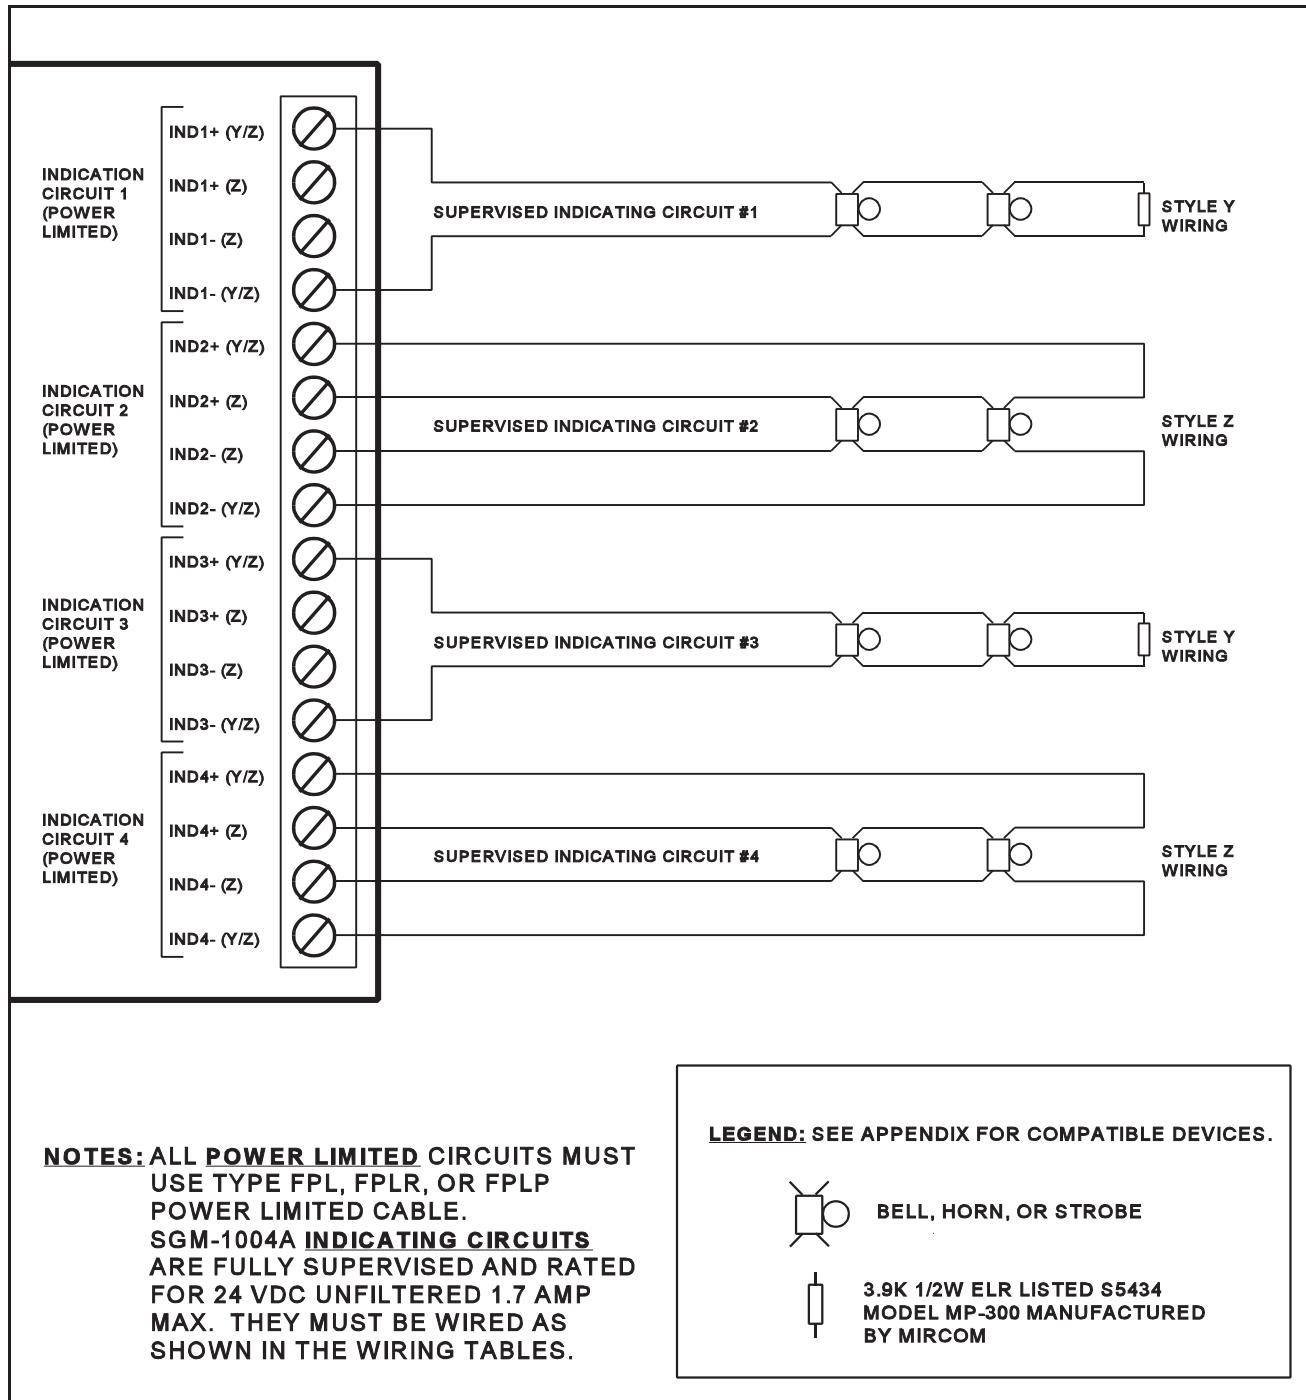 INDICATION
CIRCUIT 1
(POWER
LIMITED)
IND1+ (Y/Z)
IND1+ (Z)
IND1- (Z)
IND1- (Y/Z)
SUPERVISED INDICATING CIRCUIT #1
STYLE Y
WIRING
INDICATION
CIRCUIT 2
(POWER
LIMITED)
IND2+ (Y/Z)
IND2+ (Z)
IND2- (Z)
IND2- (Y/Z)
SUPERVISED INDICATING CIRCUIT #2
STYLE Z
WIRING
INDICATION
CIRCUIT 3
(POWER
LIMITED)
IND3+ (Y/Z)
IND3+ (Z)
IND3- (Z)
IND3- (Y/Z)
SUPERVISED INDICATING CIRCUIT #3
STYLE Y
WIRING
INDICATION
CIRCUIT 4
(POWER
LIMITED)
IND4+ (Y/Z)
IND4+ (Z)
IND4- (Z)
IND4- (Y/Z)
SUPERVISED INDICATING CIRCUIT #4
STYLE Z
WIRING
NOTES: ALL POWER LIMITED CIRCUITS MUST
USE TYPE FPL, FPLR, OR FPLP
POWER LIMITED CABLE.
SGM-1004A INDICATING CIRCUITS
ARE FULLY SUPERVISED AND RATED
FOR 24 VDC UNFILTERED 1.7 AMP
MAX. THEY MUST BE WIRED AS
SHOWN IN THE WIRING TABLES.
LEGEND: SEE APPENDIX FOR COMPATIBLE DEVICES.
BELL, HORN, OR STROBE
3.9K 1/2W ELR LISTED S5434
MODEL MP-300 MANUFACTURED
BY MIRCOM